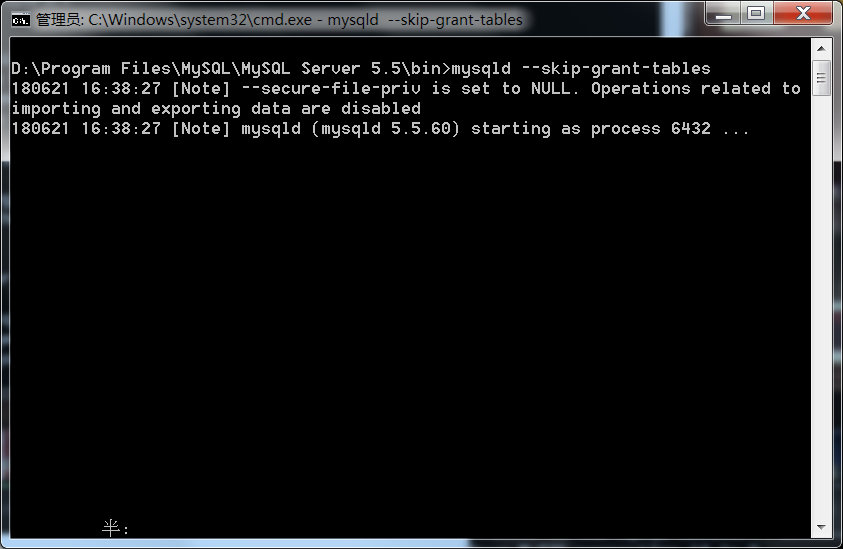 管理员: C:\Windows\system32\cmd.exe - mysqld  --skip-grant-tables
D:\Program Files\MySQL\MySQL Server 5.5\bin>mysqld --skip-grant-tables
180621 16:38:27 [Note] --secure-file-priv is set to NULL. Operations related to
importing and exporting data are disabled
180621 16:38:27 [Note] mysqld (mysqld 5.5.60) starting as process 6432 ...
半: